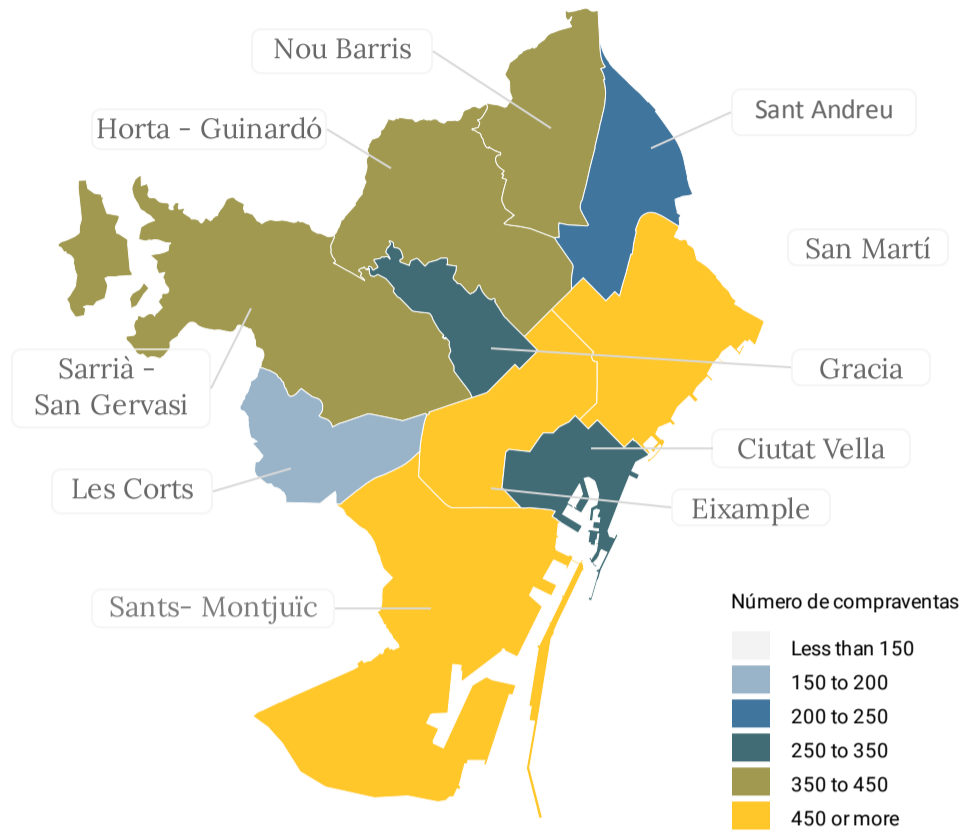 Nou Barris
Sant Andreu
Horta - Guinardó
San Martí
Sarrià -
San Gervasi
Gracia
Ciutat Vella
Les Corts
Eixample
Sants- Montjuïc
Número de compraventas
Less than 150
150 to 200
200 to 250
250 to 350
350 to 450
450 or more